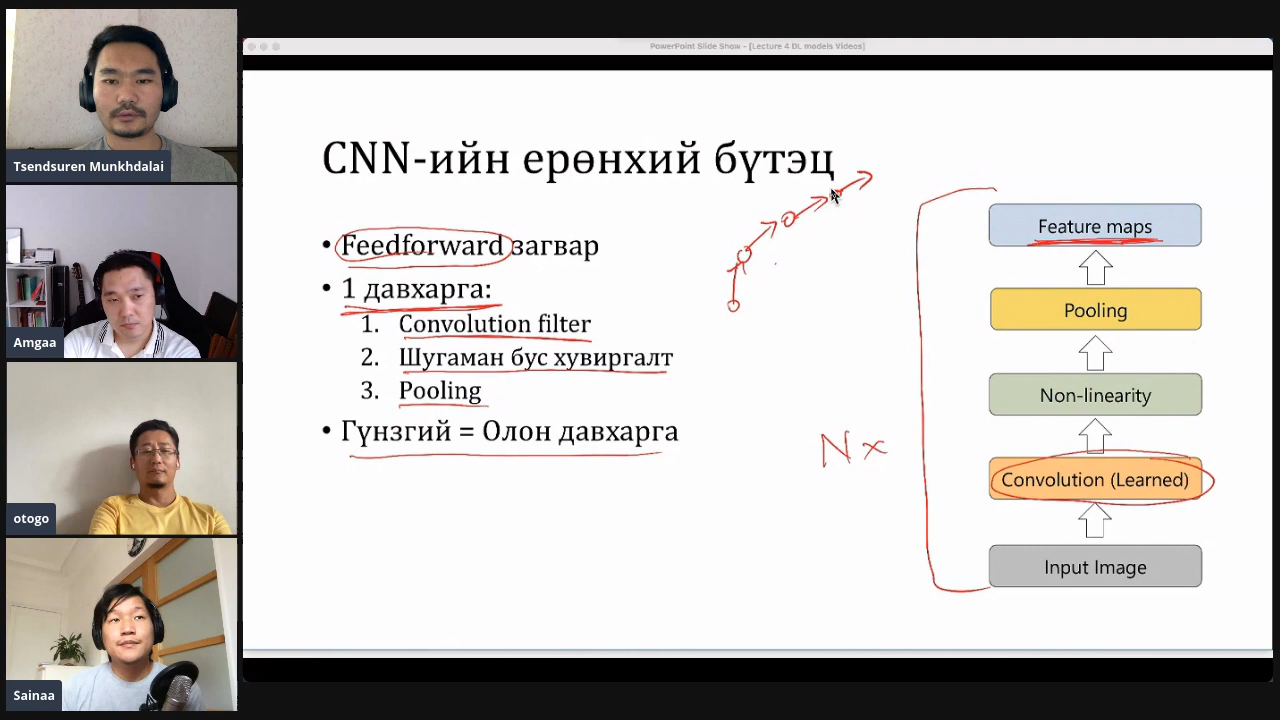 PowerPoint Slide Show - [Lecture 4 DL models Videos]
Tsendsuren Munkhdalai
Amgaa
otogo
Sainaa
CNN-ийн ерөнхий бүтэц
• Feedforward загвар
• 1 давхарга:
1. Convolution filter
2. Шугаман бус хувиргалт
3. Pooling
• Гүнзгий = Олон давхарга
N x
Feature maps
Pooling
Non-linearity
Convolution (Learned)
Input Image